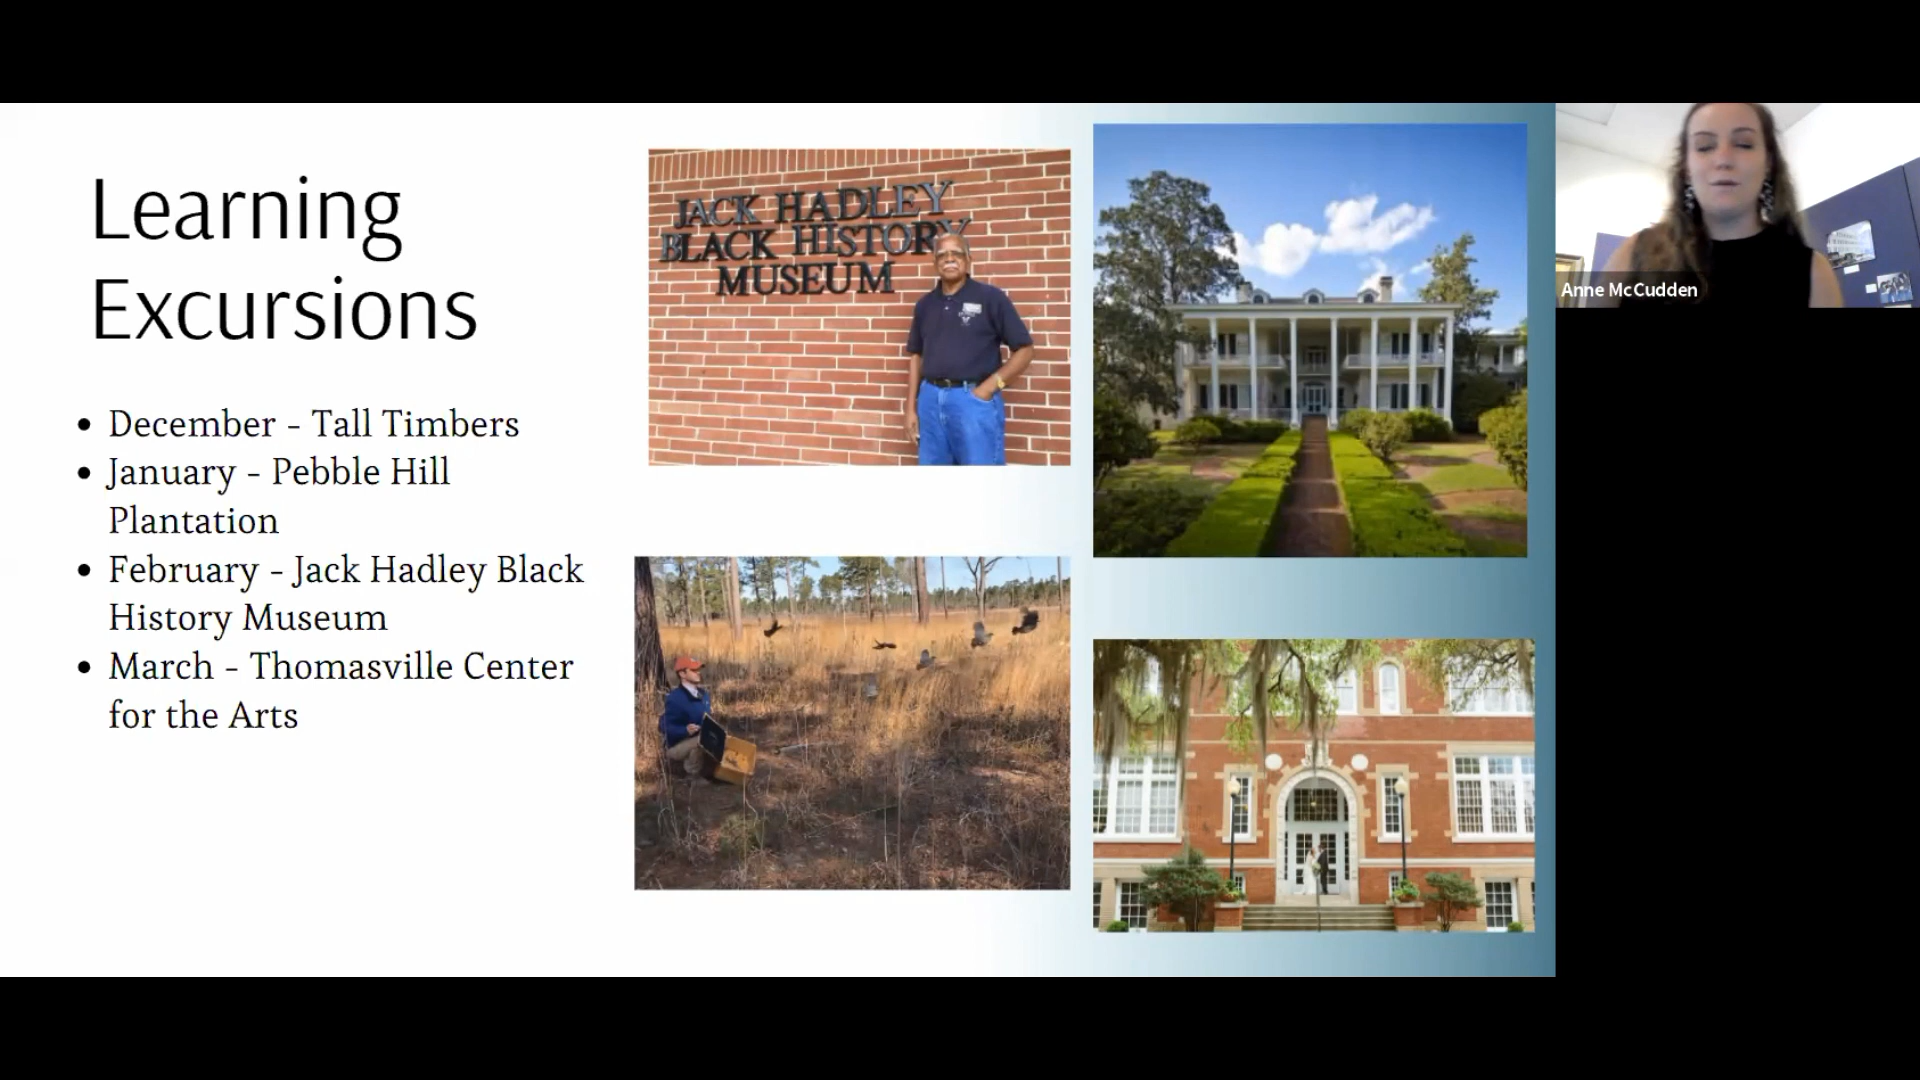 Learning
Excursions
• December - Tall Timbers
• January - Pebble Hill
Plantation
• February - Jack Hadley Black
History Museum
• March - Thomasville Center
for the Arts
JACK HADLEY
BLACK HISTORY
MUSEUM
Anne McCudden